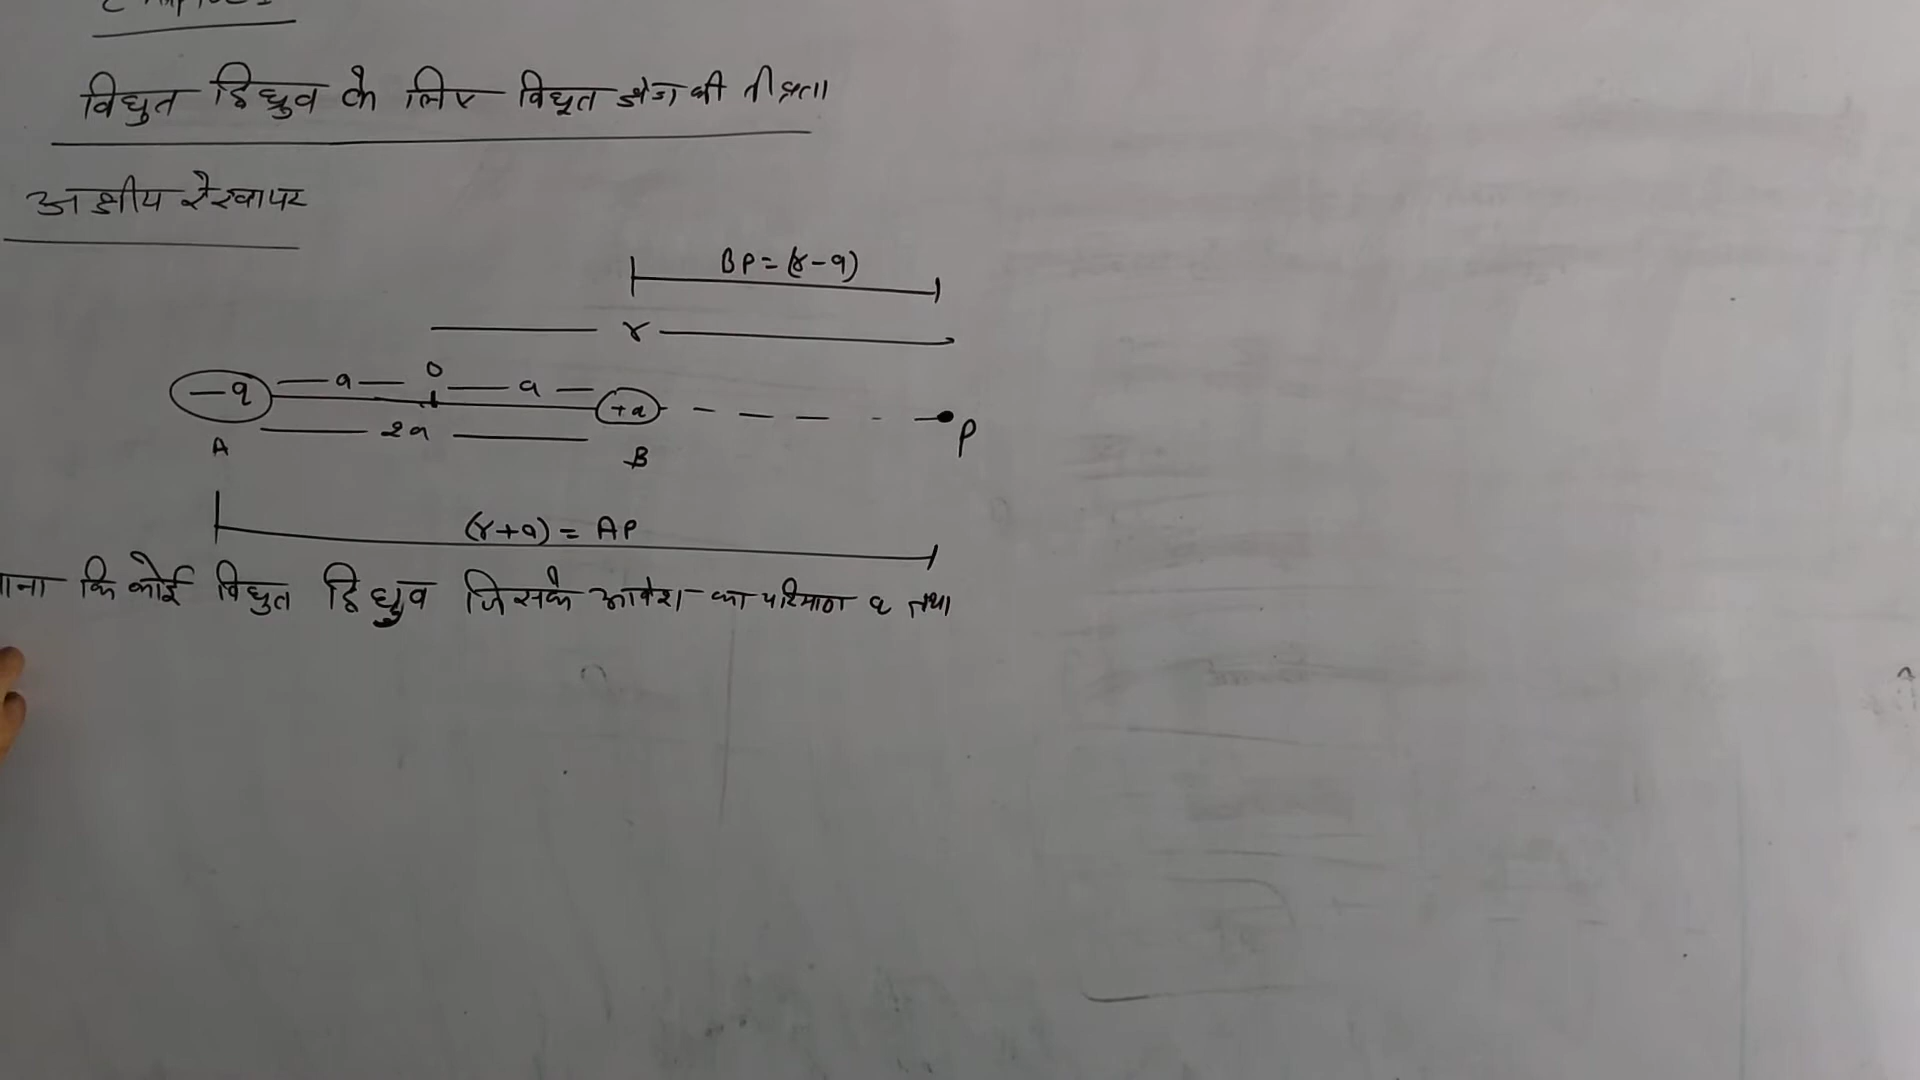 विधुत द्विध्रुव के लिए विधूत क्षेत्र की तीव्रता
अक्षीय रेखा पर
BP = (r-a)
r
-q a O a +q
2a
A B P
(r+a) = AP
माना कि कोई विधुत द्विध्रुव जिसके आवेश का परिमाण q तथा